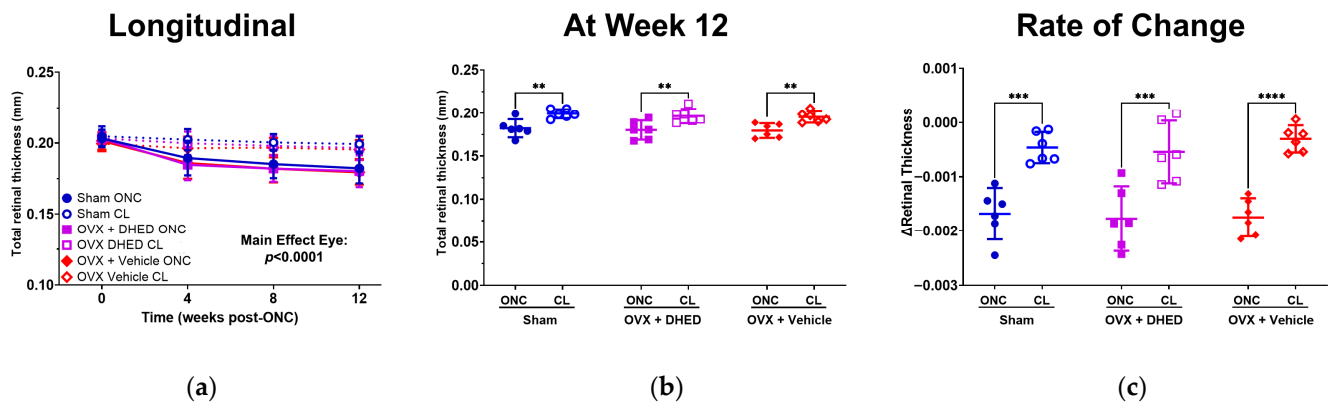 Longitudinal
At Week 12
Rate of Change
Total retinal thickness (mm)
0.25
0.20
0.15
0.10
Sham ONC
Sham CL
OVX + DHED ONC
OVX DHED CL
OVX + Vehicle ONC
OVX Vehicle CL
Main Effect Eye:
p<0.0001
0 4 8 12
Time (weeks post-ONC)
(a)
Total retinal thickness (mm)
0.25
0.20
0.15
0.10
0.05
0.00
** ** **
ONC CL ONC CL ONC CL
Sham OVX + DHED OVX + Vehicle
(b)
ΔRetinal Thickness
0.001
0.000
−0.001
−0.002
−0.003
*** *** ****
ONC CL ONC CL ONC CL
Sham OVX + DHED OVX + Vehicle
(c)